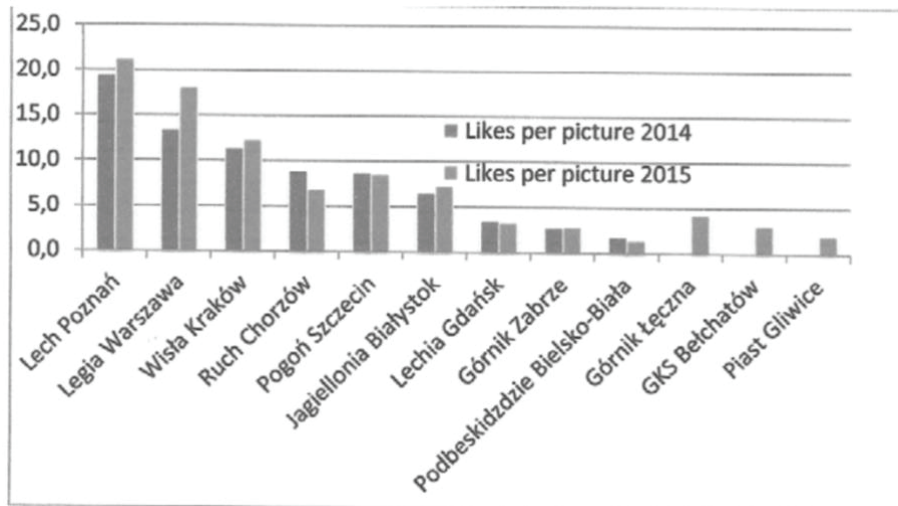 25,0
20,0
15,0
10,0
5,0
0,0
Likes per picture 2014
Likes per picture 2015
Lech Poznań
Legia Warszawa
Wisła Kraków
Ruch Chorzów
Pogoń Szczecin
Jagiellonia Białystok
Lechia Gdańsk
Górnik Zabrze
Podbeskidzdzie Bielsko-Biała
Górnik Łęczna
GKS Bełchatów
Piast Gliwice